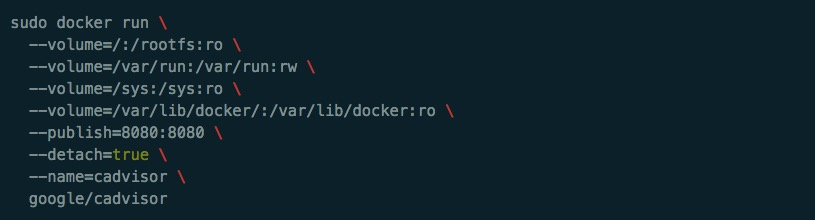 sudo docker run \
--volume=/:/rootfs:ro \
--volume=/var/run:/var/run:rw \
--volume=/sys:/sys:ro \
--volume=/var/lib/docker/:/var/lib/docker:ro \
--publish=8080:8080 \
--detach=true \
--name=cadvisor \
google/cadvisor